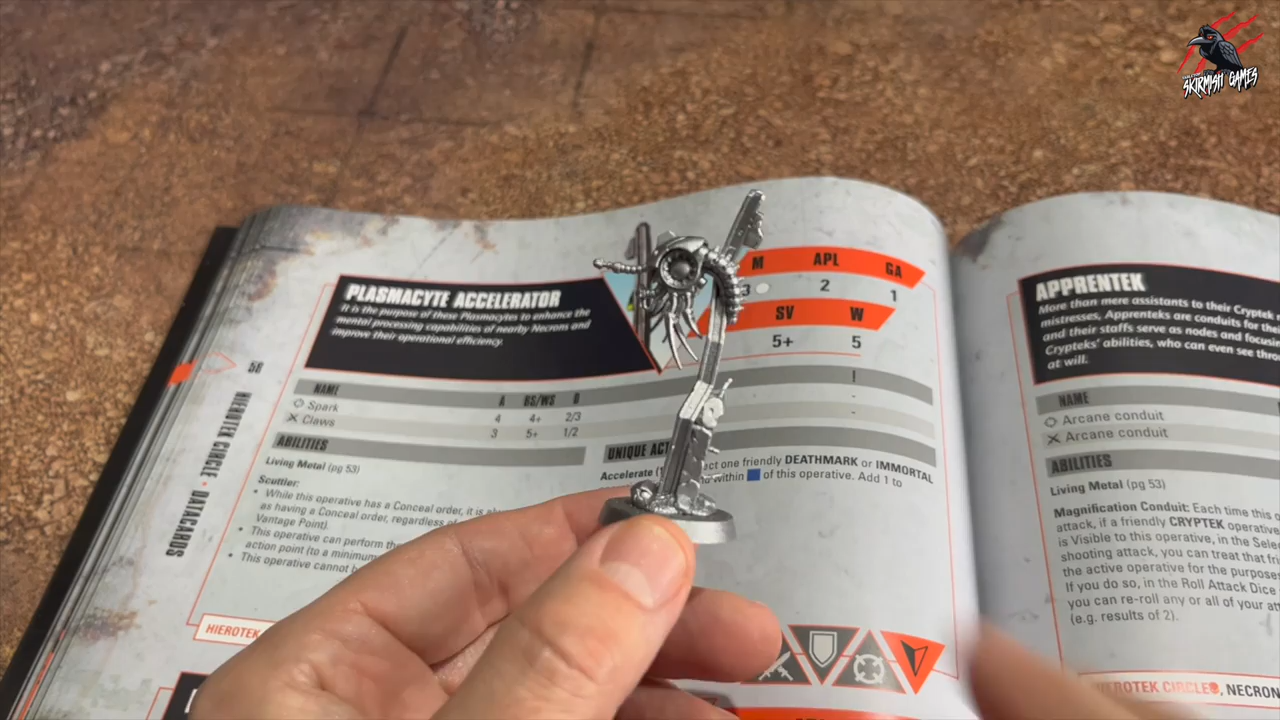 SKIRMISH GAMES
PLASMACYTE ACCELERATOR
It is the purpose of these Plasmacytes to enhance the
mental processing capabilities of nearby Necrons and
improve their operational efficiency.
M APL GA
3 2 1
SV W
5+ 5
NAME A BS/WS D !
Spark 4 4+ 2/3 -
Claws 3 5+ 1/2 -
ABILITIES
Living Metal (pg 53)
Scuttler:
• While this operative has a Conceal order, it is
as having a Conceal order, regardless of
Vantage Point).
• This operative can perform the
action point (to a minimum
• This operative cannot
UNIQUE
Accelerate one friendly DEATHMARK or IMMORTAL
within of this operative. Add 1 to
58
HIEROTEK CIRCLE • DATACARDS
HIEROTEK
APPRENTEK
More than mere assistants to their Cryptek
mistresses, Apprenteks are conduits for the
and their staffs serve as nodes and
Crypteks' abilities, who can even see
at will.
NAME
Arcane conduit
Arcane conduit
ABILITIES
Living Metal (pg 53)
Magnification Conduit: Each time this
attack, if a friendly CRYPTEK operative
is Visible to this operative, in the
shooting attack, you can treat that
the active operative for the purposes
If you do so, in the Roll Attack Dice
you can re-roll any or all of your
(e.g. results of 2).
HIEROTEK CIRCLE, NECRON